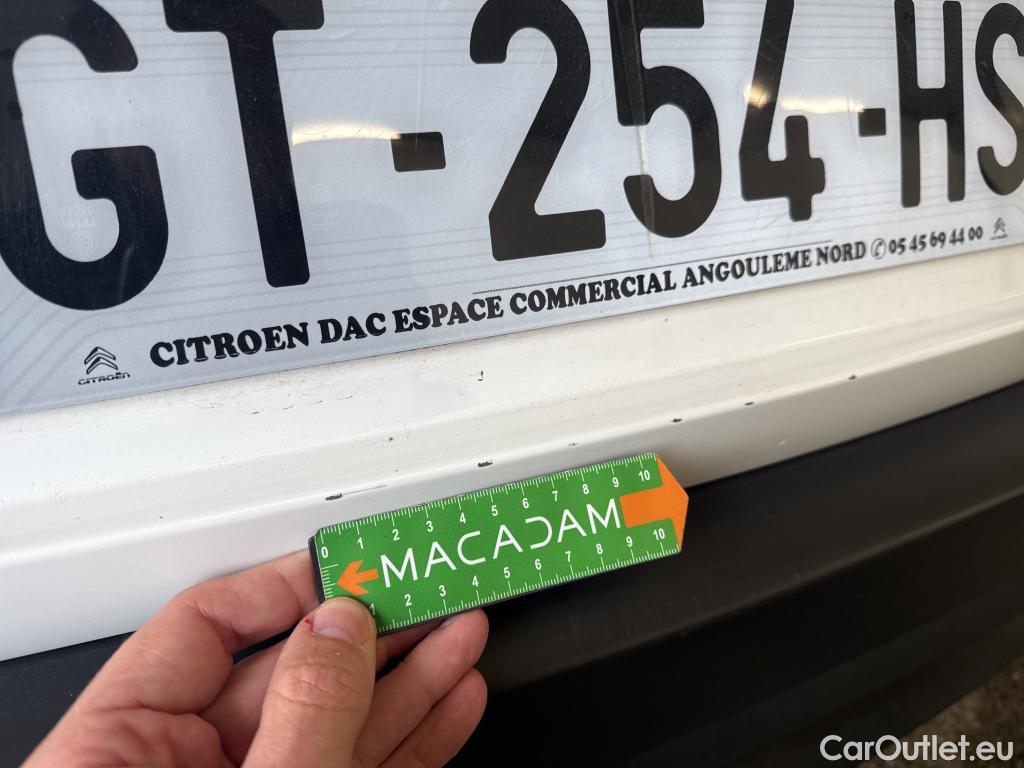 GT-254-HS
CITROËN
CITROEN DAC ESPACE COMMERCIAL ANGOULEME NORD ✆ 05 45 69 44 00
0 1 2 3 4 5 6 7 8 9 10
MACADAM
1 2 3 4 5 6 7 8 9 10
CarOutlet.eu